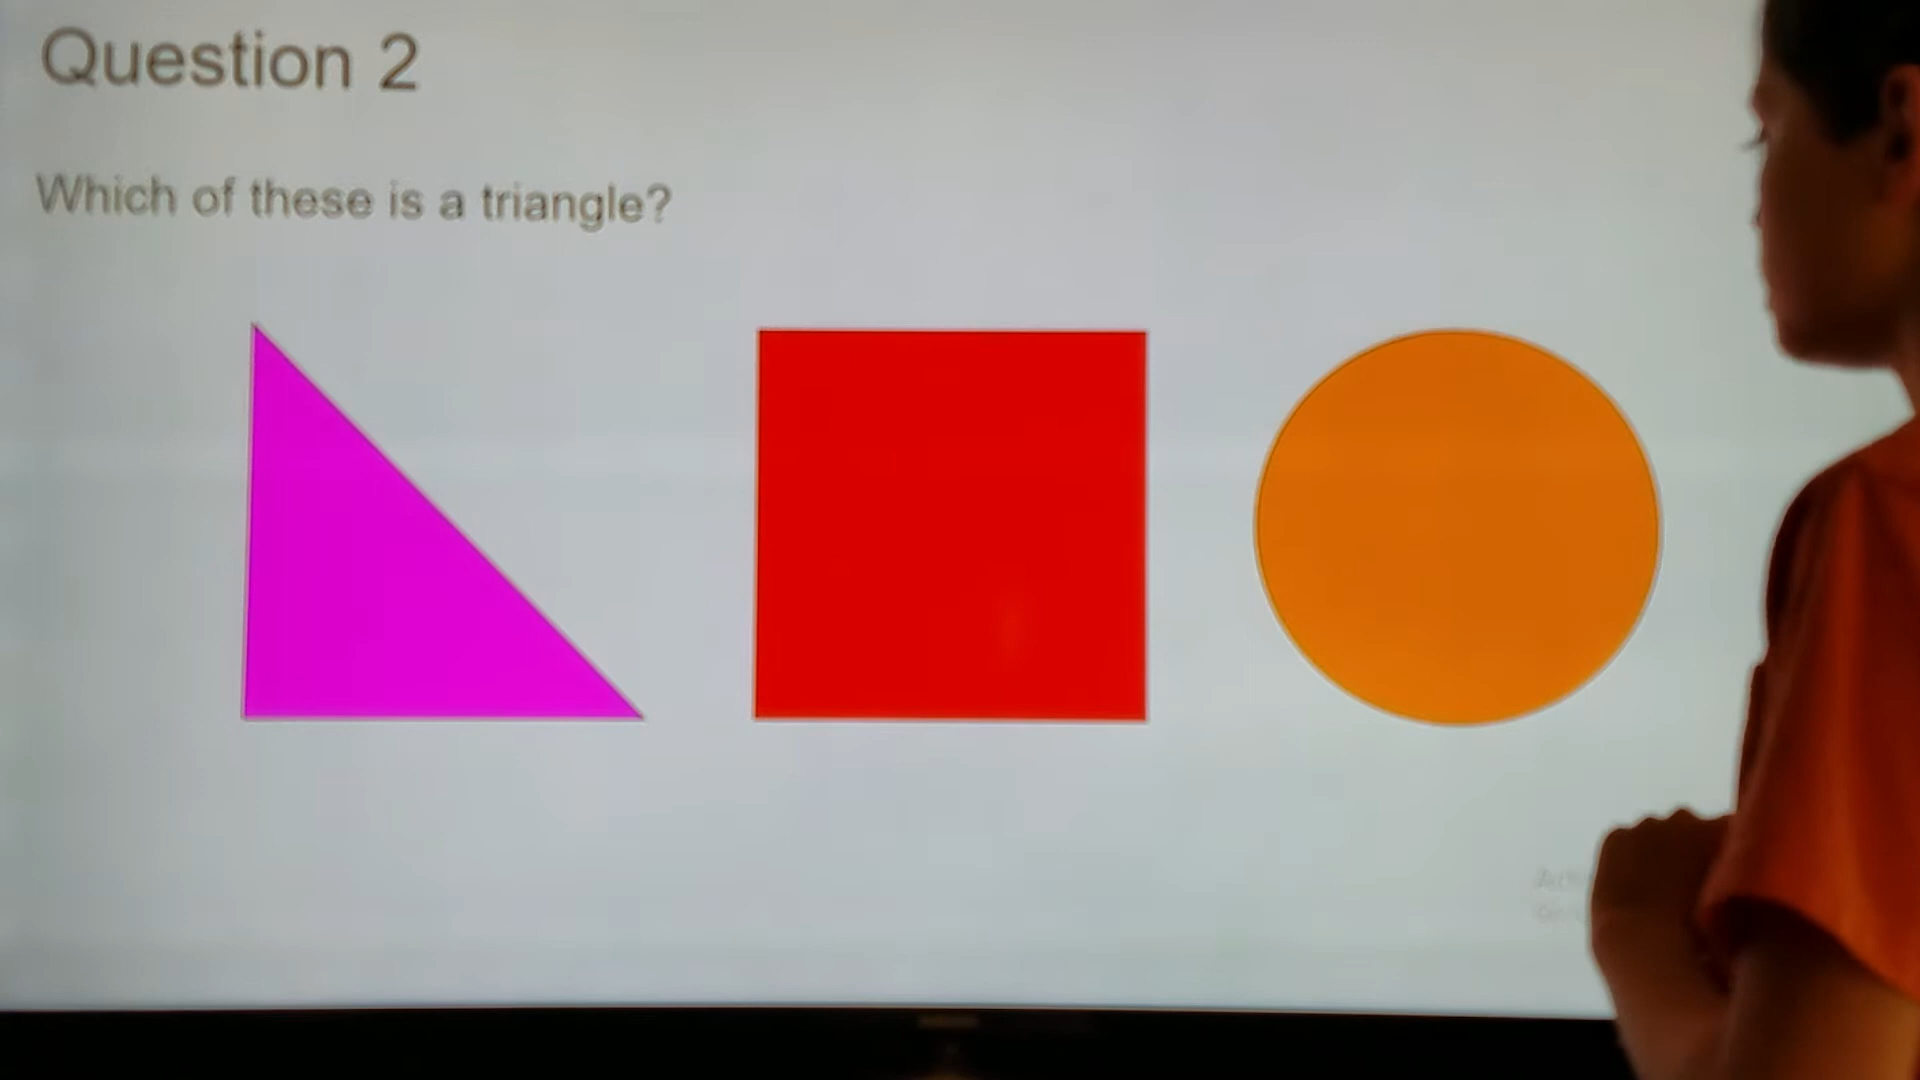 Question 2
Which of these is a triangle?